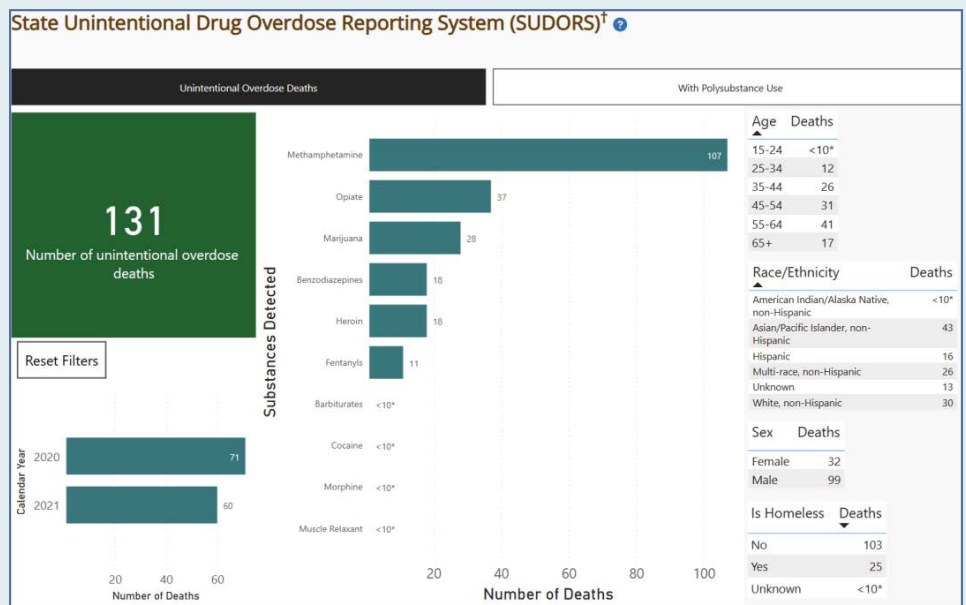 State Unintentional Drug Overdose Reporting System (SUDORS)† ?
Unintentional Overdose Deaths
With Polysubstance Use
131
Number of unintentional overdose
deaths
Reset Filters
Calendar Year
2020 71
2021 60
20 40 60
Number of Deaths
Substances Detected
Methamphetamine 107
Opiate 37
Marijuana 28
Benzodiazepines 18
Heroin 18
Fentanyls 11
Barbiturates <10*
Cocaine <10*
Morphine <10*
Muscle Relaxant <10*
20 40 60 80 100
Number of Deaths
Age Deaths
15-24 <10*
25-34 12
35-44 26
45-54 31
55-64 41
65+ 17
Race/Ethnicity Deaths
American Indian/Alaska Native, <10*
non-Hispanic
Asian/Pacific Islander, non- 43
Hispanic
Hispanic 16
Multi-race, non-Hispanic 26
Unknown 13
White, non-Hispanic 30
Sex Deaths
Female 32
Male 99
Is Homeless Deaths
No 103
Yes 25
Unknown <10*